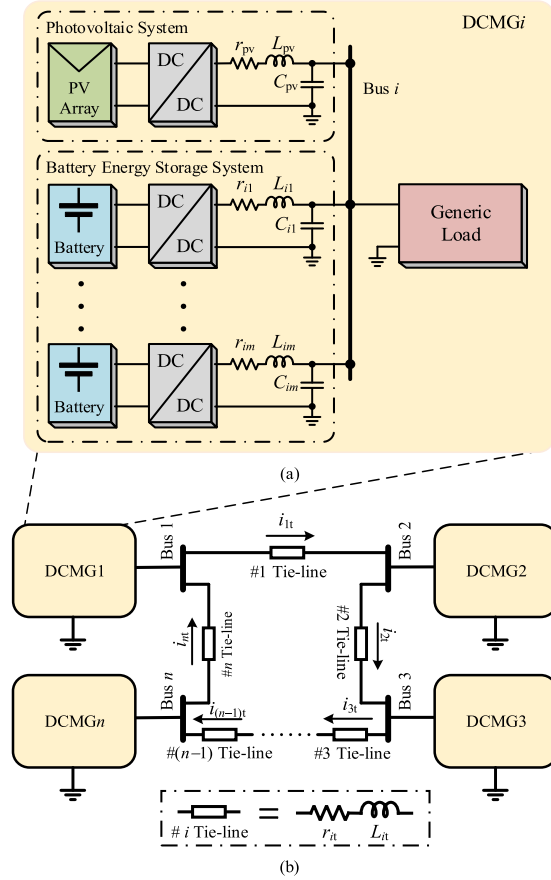 Photovoltaic System
DCMGi
PV
Array
DC
DC
rpv
Lpv
Cpv
Bus i
Battery Energy Storage System
Battery
DC
DC
ri1
Li1
Ci1
Generic
Load
Battery
DC
DC
rim
Lim
Cim
(a)
DCMG1
Bus 1
i1t
#1 Tie-line
Bus 2
DCMG2
int
#n Tie-line
#2 Tie-line
i2t
DCMGn
Bus n
i(n−1)t
#(n−1) Tie-line
i3t
#3 Tie-line
Bus 3
DCMG3
# i Tie-line
=
rit
Lit
(b)